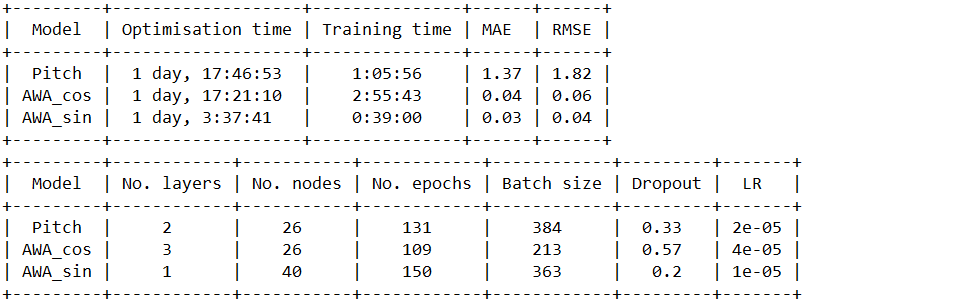 +---------+------------------+---------------+------+------+
|  Model  | Optimisation time | Training time | MAE  | RMSE |
+---------+------------------+---------------+------+------+
|  Pitch  |  1 day, 17:46:53  |    1:05:56    | 1.37 | 1.82 |
| AWA_cos |  1 day, 17:21:10  |    2:55:43    | 0.04 | 0.06 |
| AWA_sin |  1 day, 3:37:41   |    0:39:00    | 0.03 | 0.04 |
+---------+------------------+---------------+------+------+
+---------+------------+-----------+------------+------------+---------+-------+
|  Model  | No. layers | No. nodes | No. epochs | Batch size | Dropout |  LR   |
+---------+------------+-----------+------------+------------+---------+-------+
|  Pitch  |     2      |     26    |    131     |    384     |   0.33  | 2e-05 |
| AWA_cos |     3      |     26    |    109     |    213     |   0.57  | 4e-05 |
| AWA_sin |     1      |     40    |    150     |    363     |   0.2   | 1e-05 |
+---------+------------+-----------+------------+------------+---------+-------+